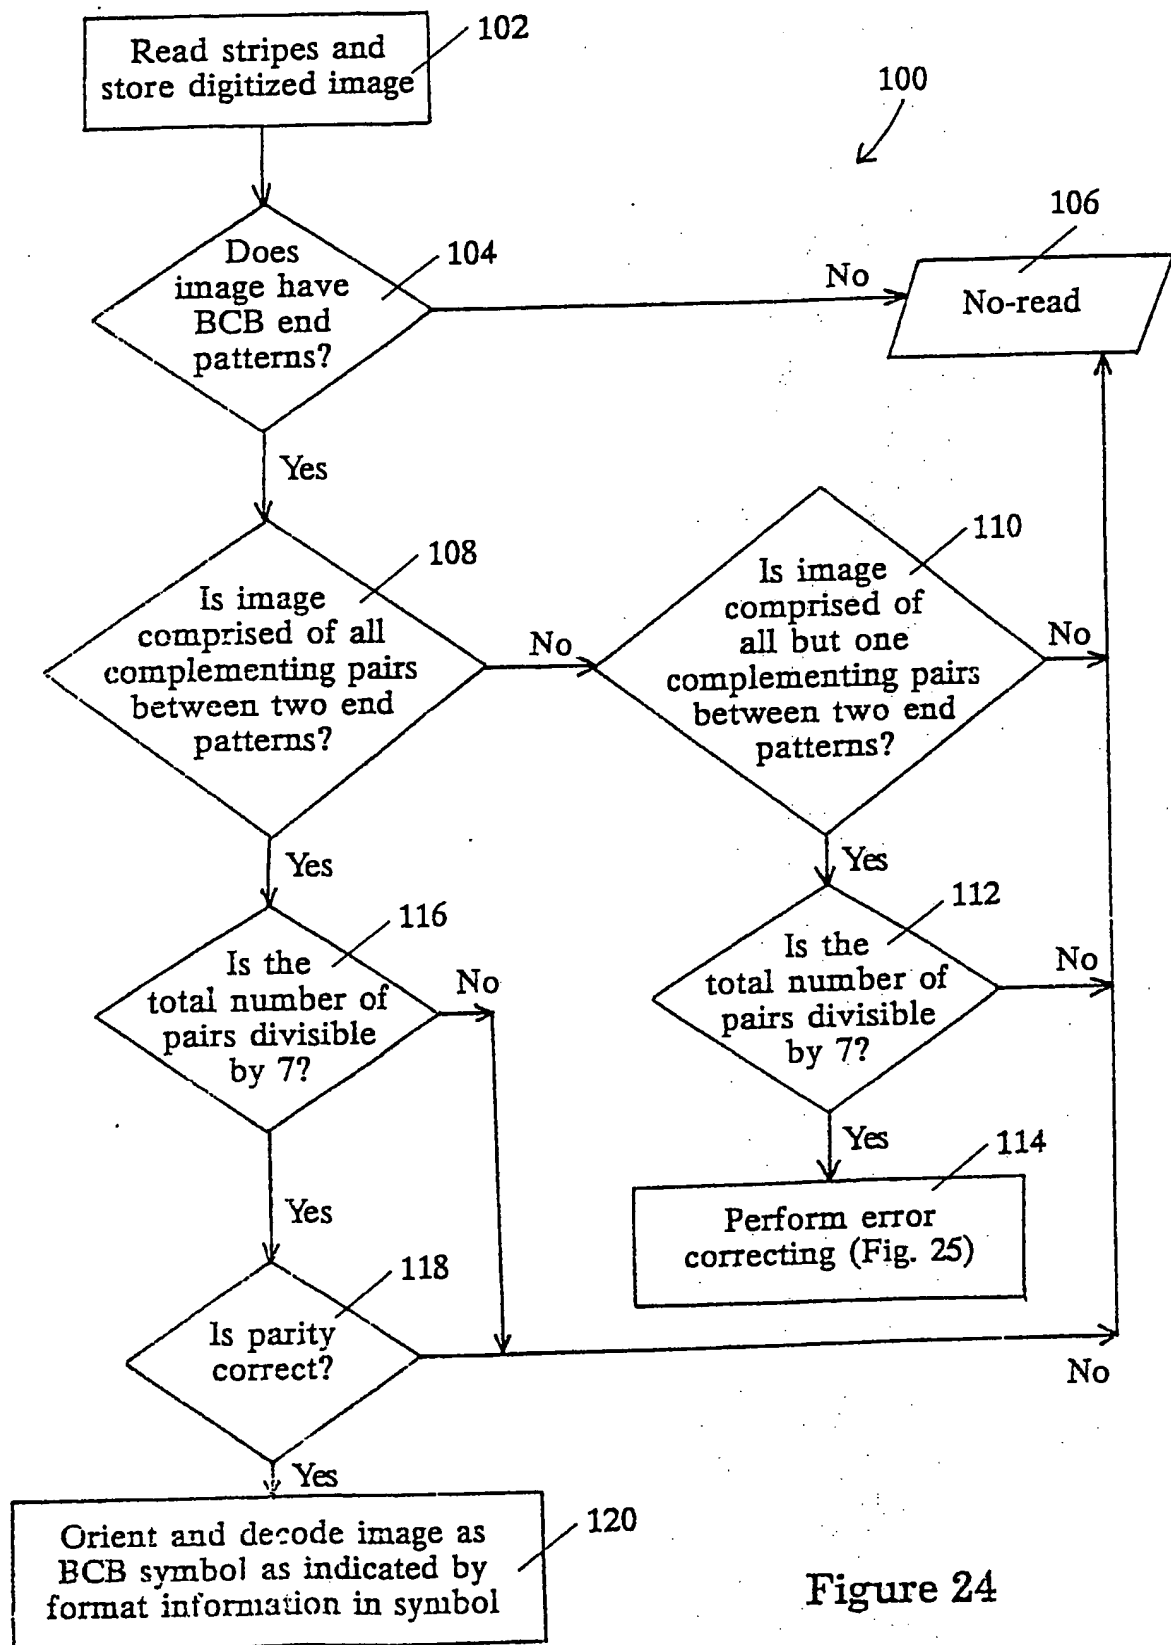 Read stripes and
store digitized image
102
100
106
No-read
Does
image have
BCB end
patterns?
104
No
Yes
108
Is image
comprised of all
complementing pairs
between two end
patterns?
No
110
Is image
comprised of
all but one
complementing pairs
between two end
patterns?
No
Yes
Yes
116
Is the
total number of
pairs divisible
by 7?
No
112
Is the
total number of
pairs divisible
by 7?
No
Yes
Yes
114
Perform error
correcting (Fig. 25)
118
Is parity
correct?
No
Yes
120
Orient and decode image as
BCB symbol as indicated by
format information in symbol
Figure 24